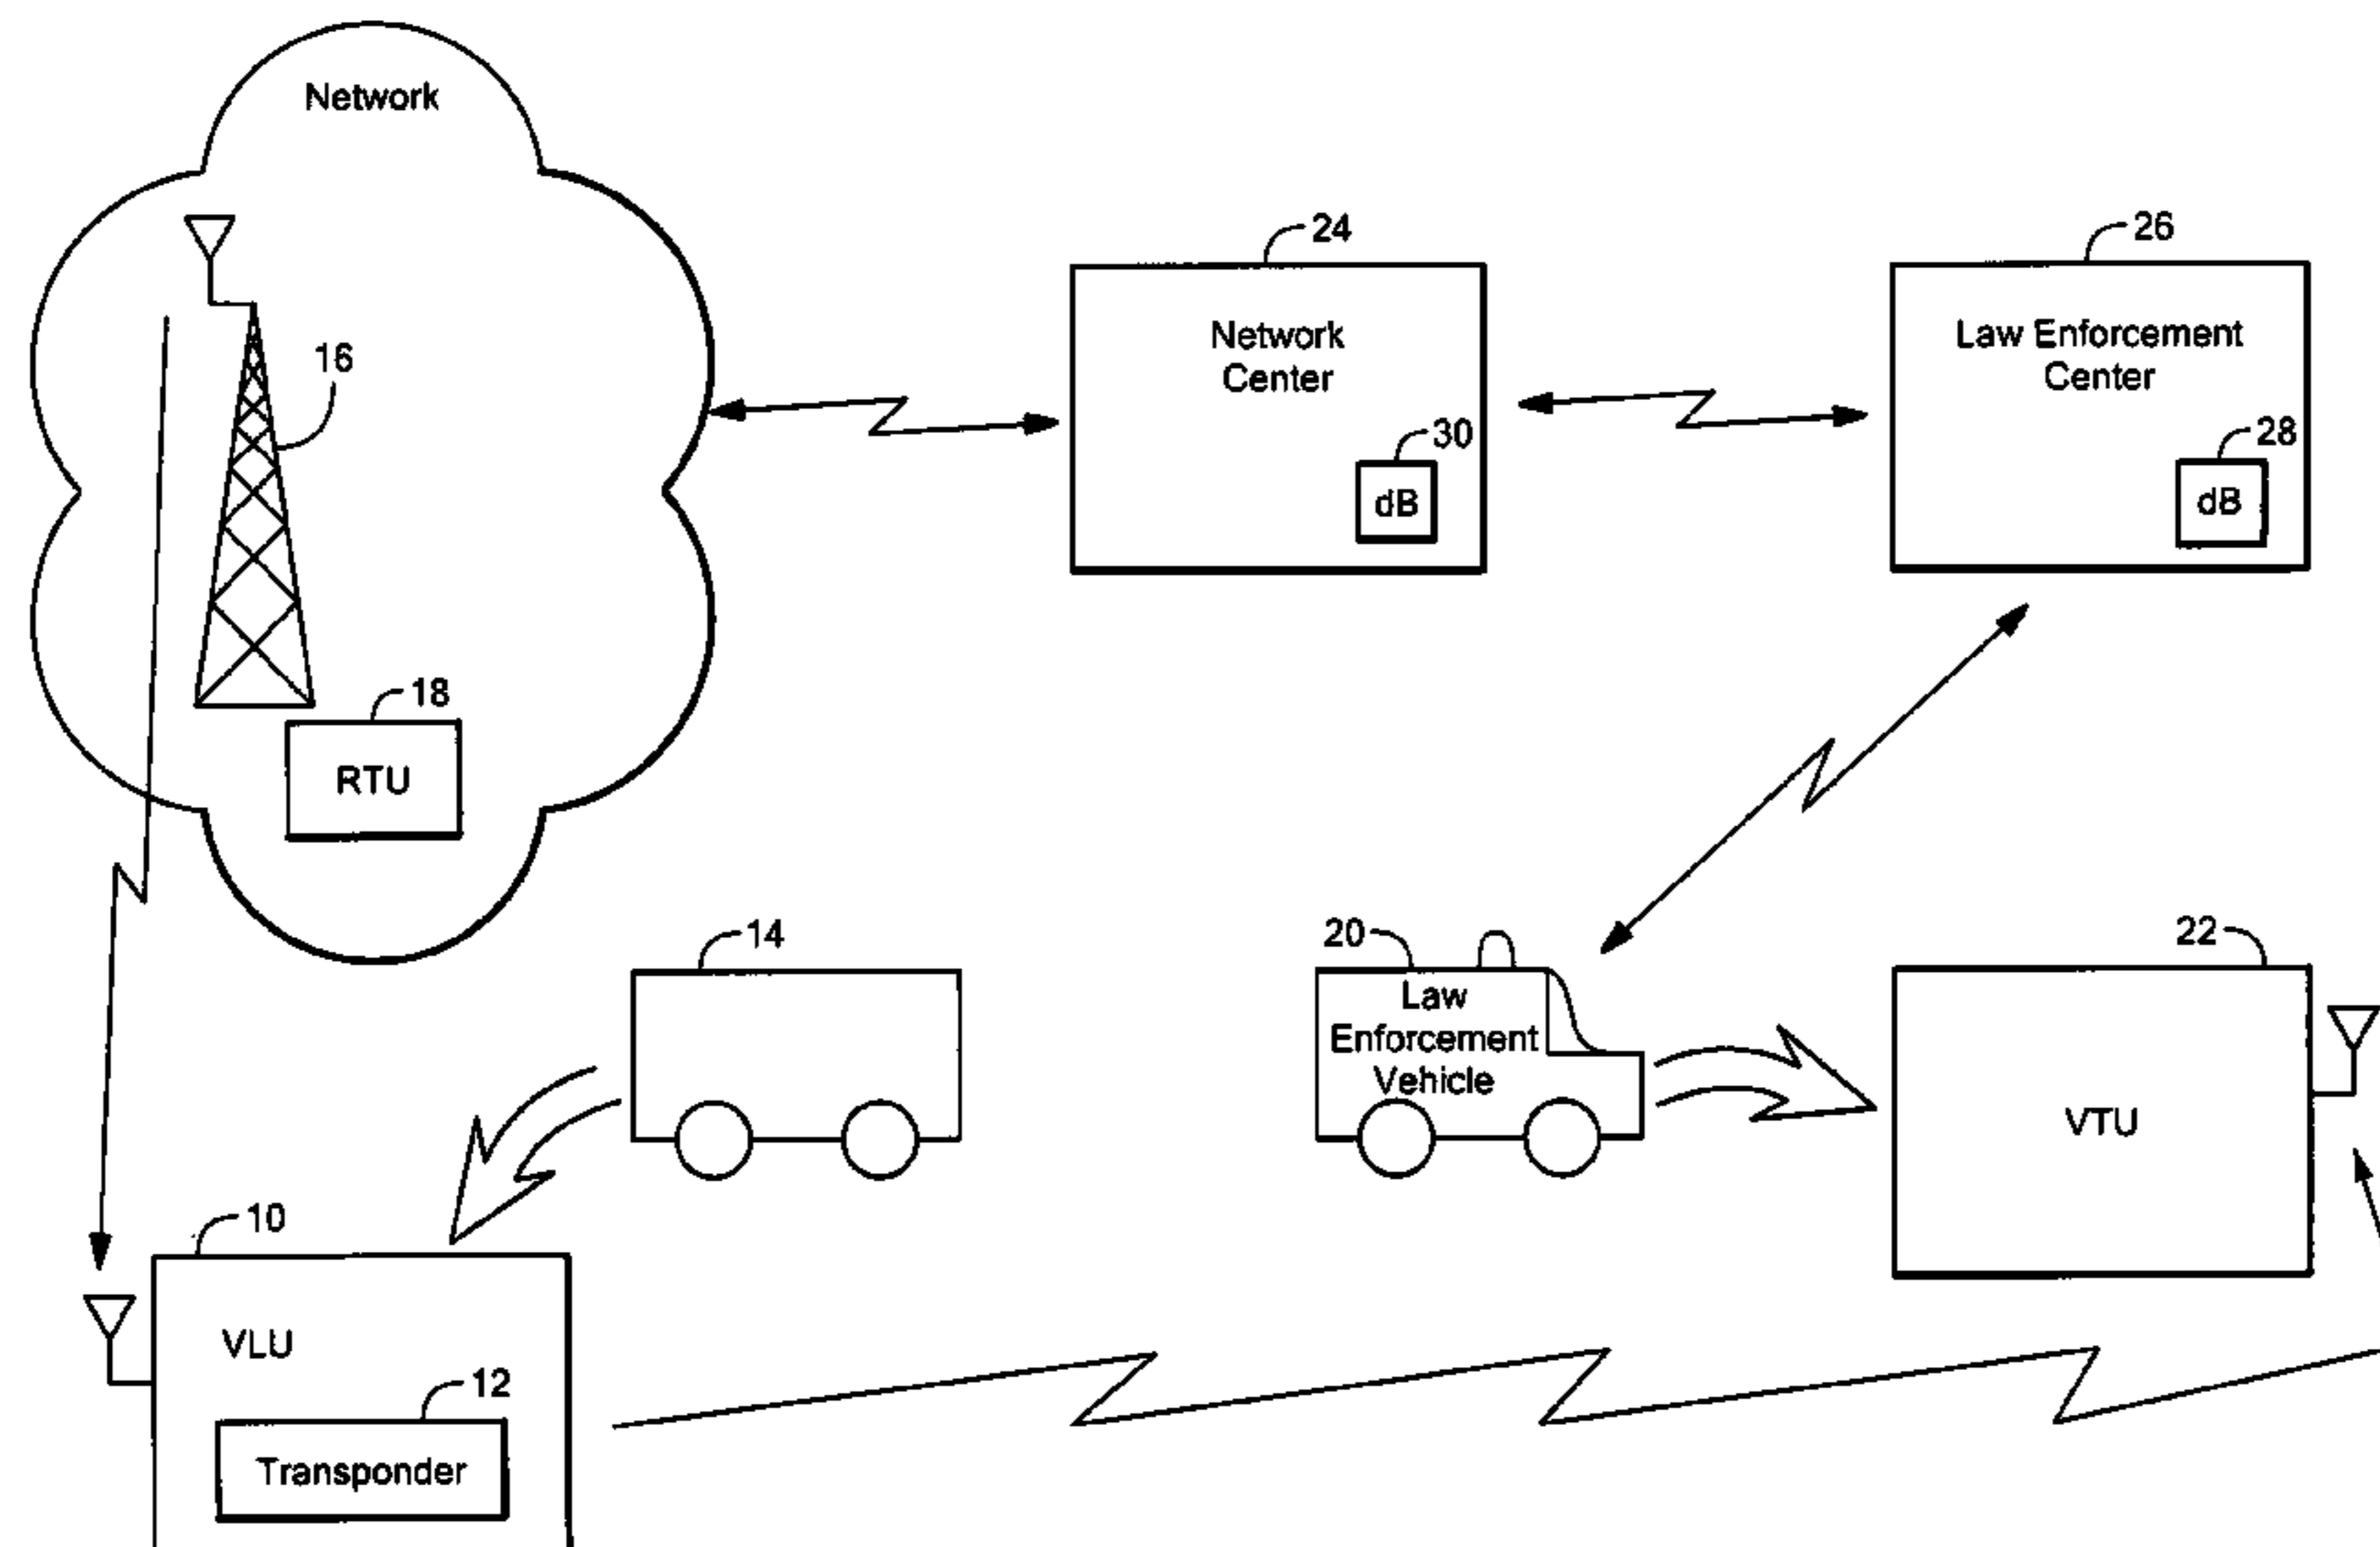 Network
24
26
16
Network
Center
Law Enforcement
Center
30
28
dB
dB
18
RTU
14
20
22
Law
Enforcement
Vehicle
VTU
10
VLU
12
Transponder